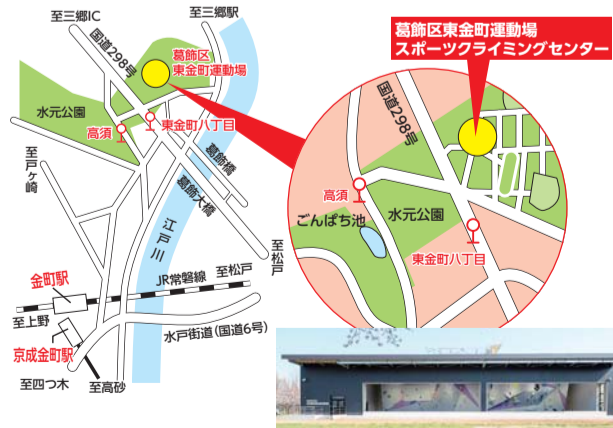 至三郷IC
至三郷駅
国道298号
葛飾区
東金町運動場
水元公園
高須
東金町八丁目
至戸ヶ崎
葛飾橋
葛飾大橋
江戸川
至松戸
金町駅
JR常磐線
至松戸
至上野
水戸街道(国道6号)
京成金町駅
至四つ木
至高砂
葛飾区東金町運動場
スポーツクライミングセンター
国道298号
高須
水元公園
ごんぱち池
東金町八丁目